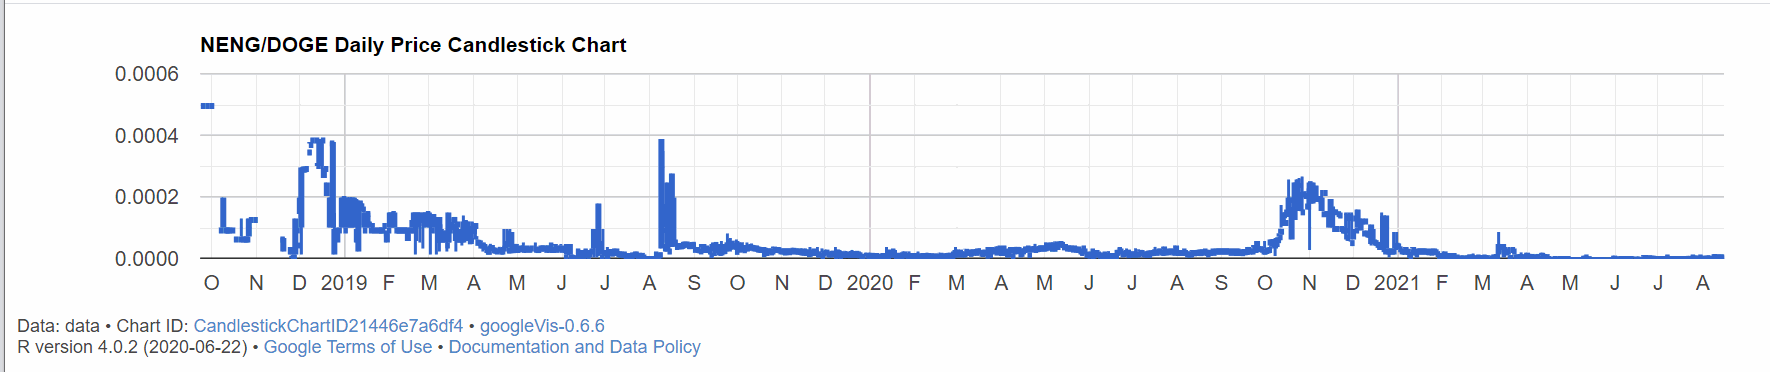 NENG/DOGE Daily Price Candlestick Chart
0.0006
0.0004
0.0002
0.0000
O N D 2019 F M A M J J A S O N D 2020 F M A M J J A S O N D 2021 F M A M J J A
Data: data • Chart ID: CandlestickChartID21446e7a6df4 • googleVis-0.6.6
R version 4.0.2 (2020-06-22) • Google Terms of Use • Documentation and Data Policy